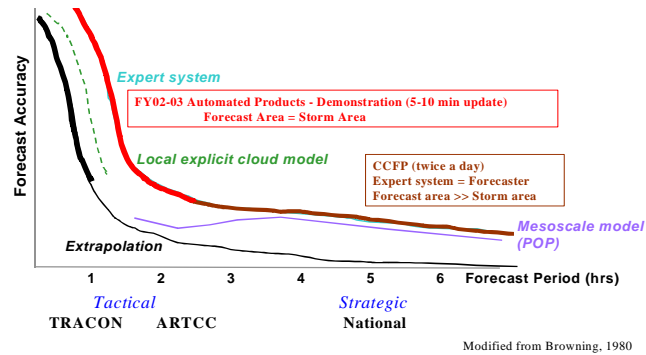 Forecast Accuracy
Expert system
FY02-03 Automated Products - Demonstration (5-10 min update)
Forecast Area = Storm Area
Local explicit cloud model
CCFP (twice a day)
Expert system = Forecaster
Forecast area >> Storm area
Mesoscale model
(POP)
Extrapolation
1 2 3 4 5 6 Forecast Period (hrs)
Tactical Strategic
TRACON ARTCC National
Modified from Browning, 1980